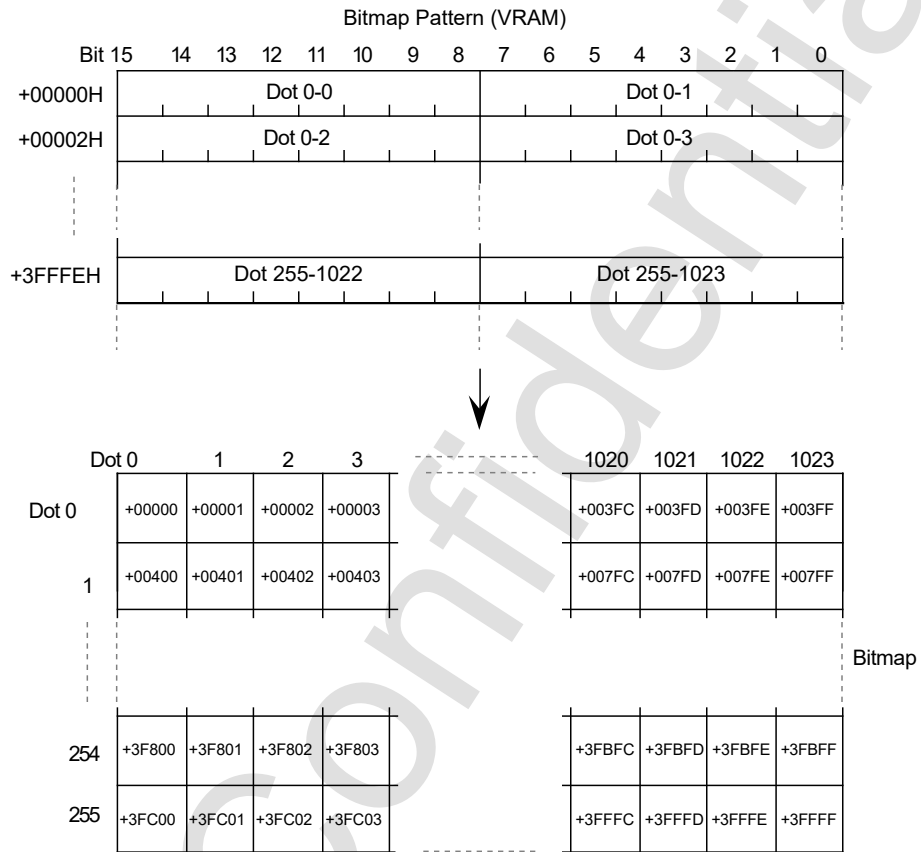 Bitmap Pattern (VRAM)
Bit 15 14 13 12 11 10 9 8 7 6 5 4 3 2 1 0
+00000H Dot 0-0 Dot 0-1
+00002H Dot 0-2 Dot 0-3
+3FFFEH Dot 255-1022 Dot 255-1023
Dot 0 1 2 3 1020 1021 1022 1023
Dot 0 +00000 +00001 +00002 +00003 +003FC +003FD +003FE +003FF
1 +00400 +00401 +00402 +00403 +007FC +007FD +007FE +007FF
Bitmap
254 +3F800 +3F801 +3F802 +3F803 +3FBFC +3FBFD +3FBFE +3FBFF
255 +3FC00 +3FC01 +3FC02 +3FC03 +3FFFC +3FFFD +3FFFE +3FFFF
Confidential